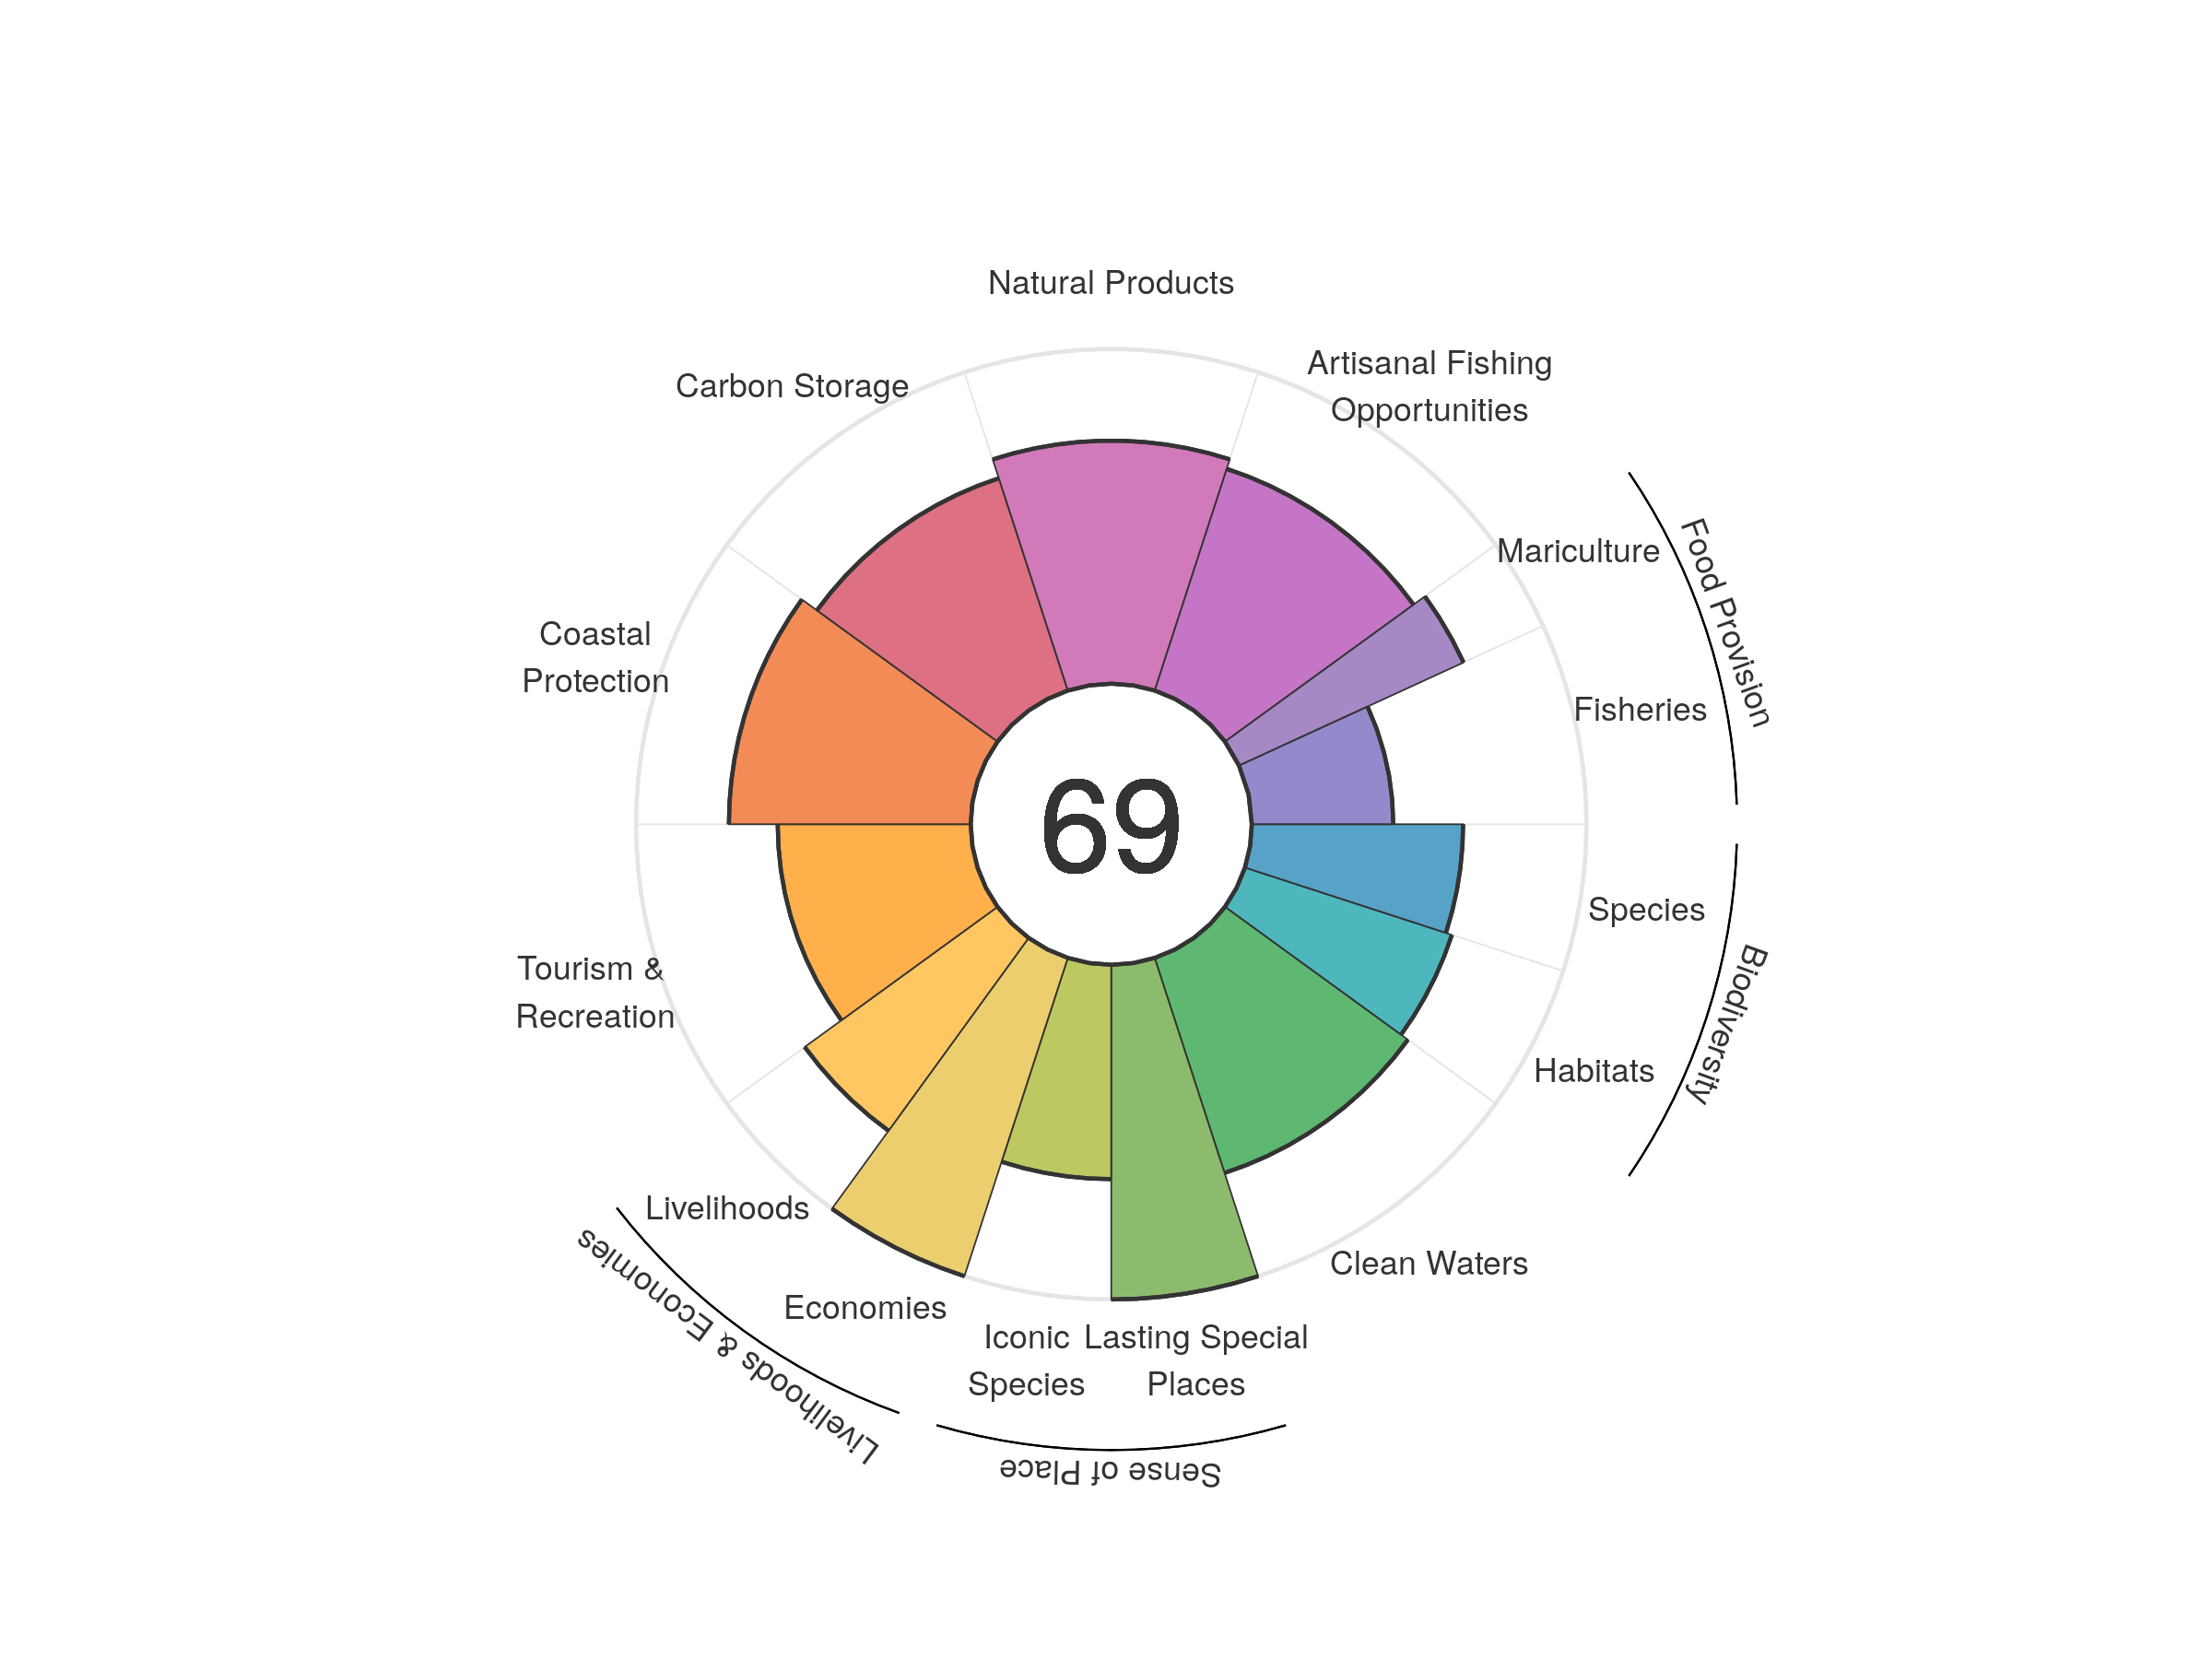 Natural Products
Artisanal Fishing
Opportunities
Carbon Storage
Mariculture
Food Provision
Coastal
Protection
Fisheries
69
Species
Tourism &
Recreation
Biodiversity
Habitats
Livelihoods
Clean Waters
Economies
Livelihoods & Economies
Iconic
Species
Lasting Special
Places
Sense of Place